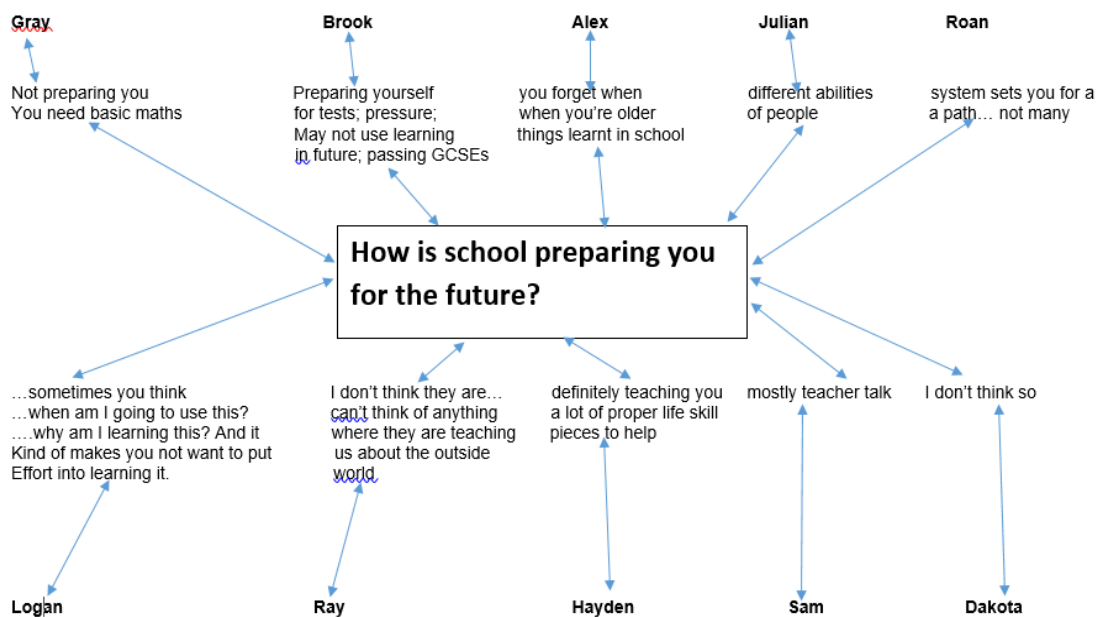 Gray
Brook
Alex
Julian
Roan
Not preparing you
You need basic maths
Preparing yourself
for tests; pressure;
May not use learning
in future; passing GCSEs
you forget when
when you're older
things learnt in school
different abilities
of people
system sets you for a
a path… not many
How is school preparing you
for the future?
…sometimes you think
…when am I going to use this?
….why am I learning this? And it
Kind of makes you not want to put
Effort into learning it.
I don't think they are…
can't think of anything
where they are teaching
us about the outside
world
definitely teaching you
a lot of proper life skill
pieces to help
mostly teacher talk
I don't think so
Logan
Ray
Hayden
Sam
Dakota